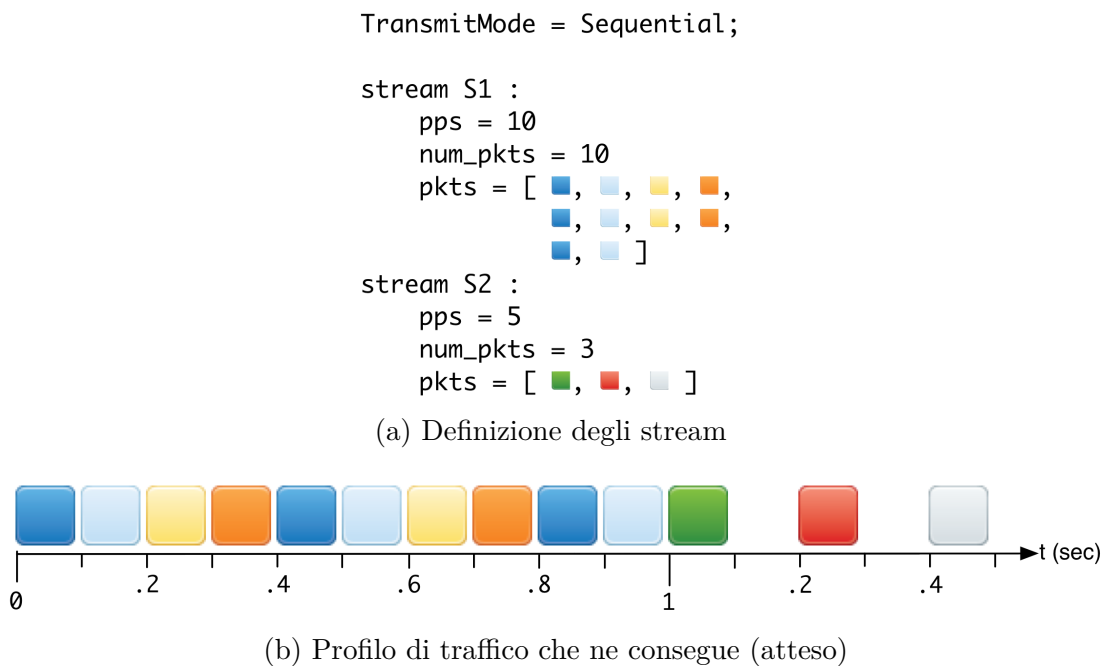 TransmitMode = Sequential;
stream S1 :
pps = 10
num_pkts = 10
pkts = [ , , , ,
, , , ,
, ]
stream S2 :
pps = 5
num_pkts = 3
pkts = [ , , ]
(a) Definizione degli stream
t (sec)
.2 .4 .6 .8 .2 .4
0 1
(b) Profilo di traffico che ne consegue (atteso)